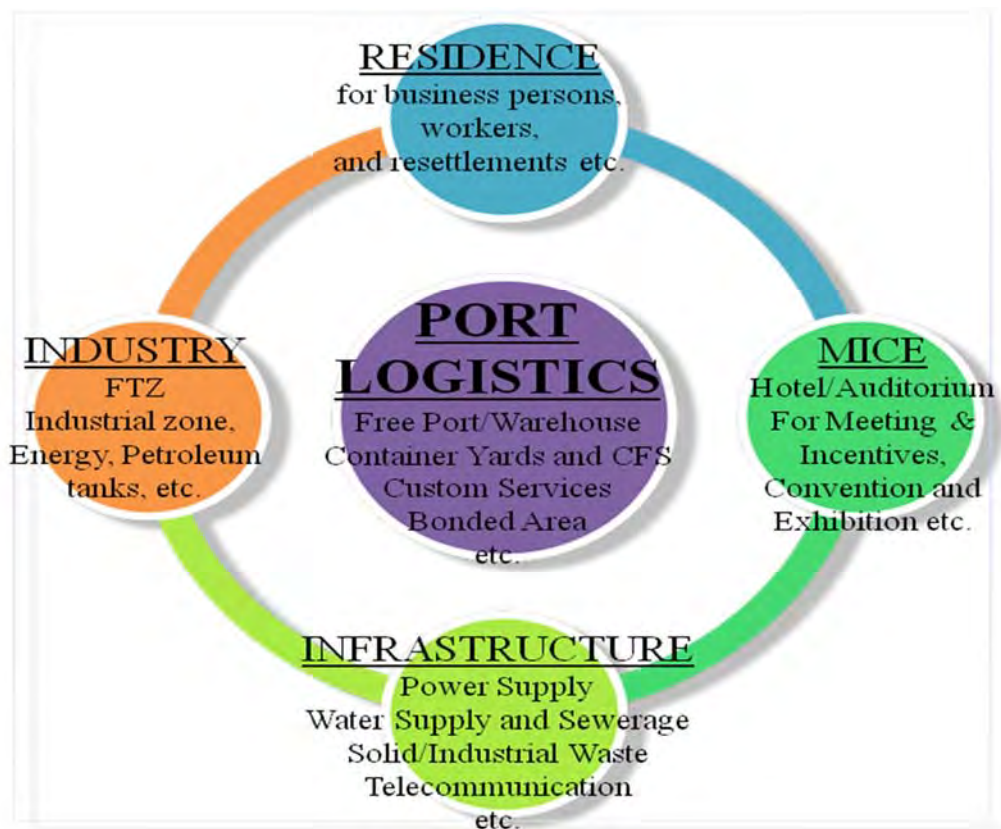 RESIDENCE
for business persons,
workers,
and resettlements etc.
INDUSTRY
FTZ
Industrial zone,
Energy, Petroleum
tanks, etc.
PORT
LOGISTICS
Free Port/Warehouse
Container Yards and CFS
Custom Services
Bonded Area
etc.
MICE
Hotel/Auditorium
For Meeting &
Incentives,
Convention and
Exhibition etc.
INFRASTRUCTURE
Power Supply
Water Supply and Sewerage
Solid/Industrial Waste
Telecommunication
etc.